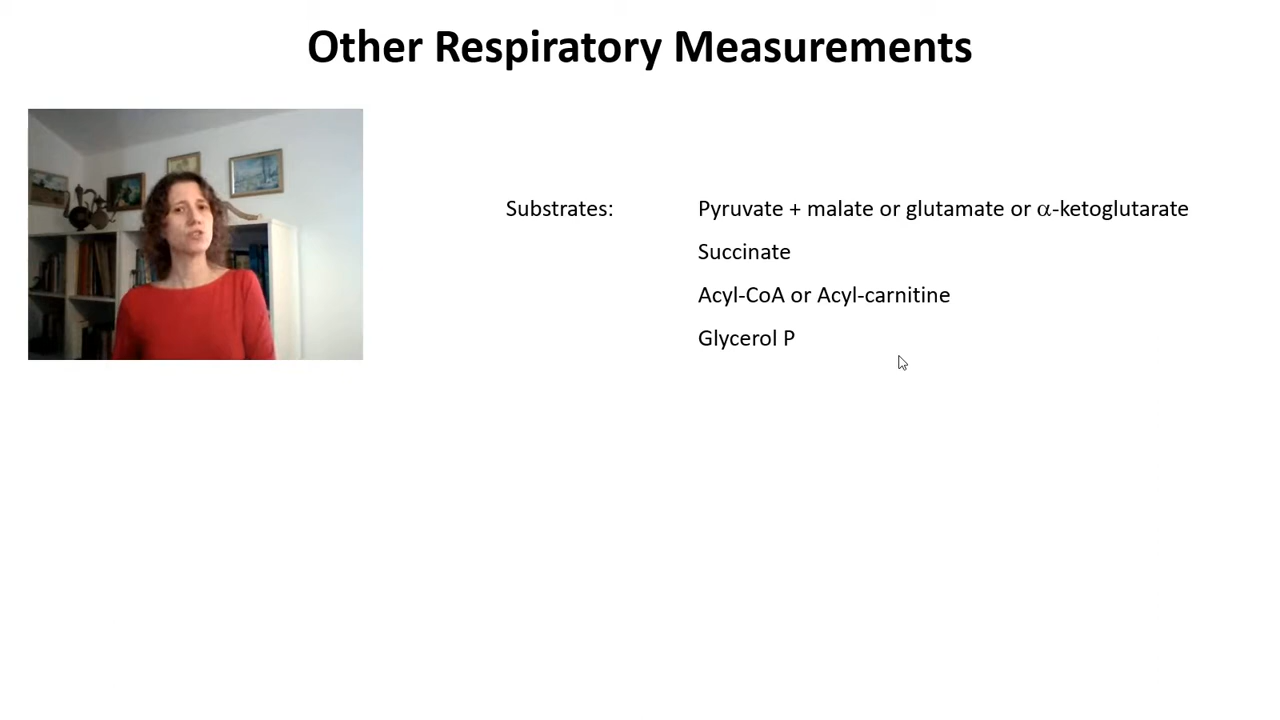 Other Respiratory Measurements
Substrates: Pyruvate + malate or glutamate or α-ketoglutarate
Succinate
Acyl-CoA or Acyl-carnitine
Glycerol P